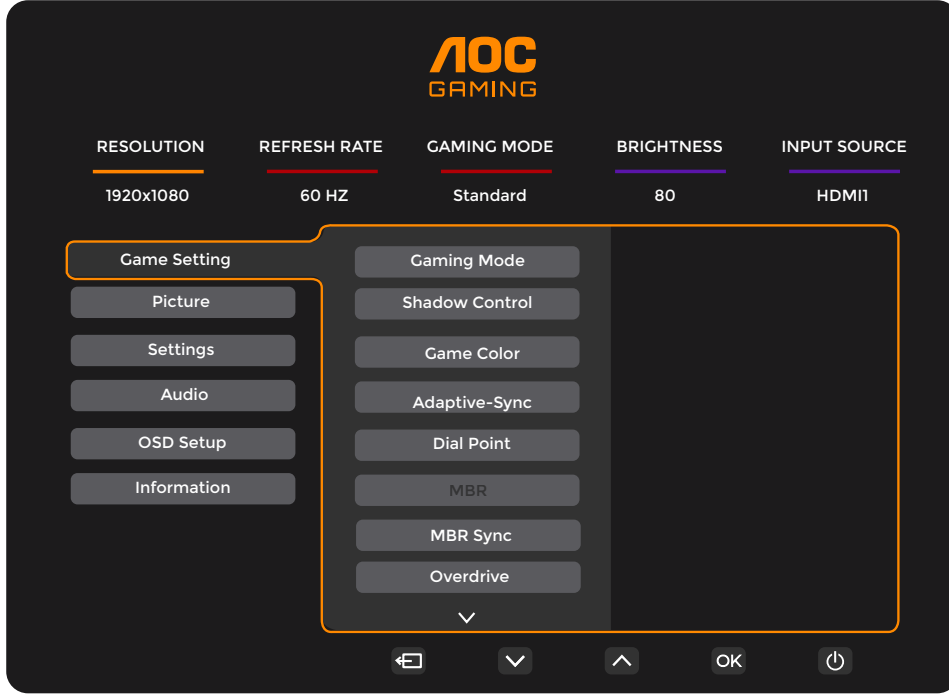 AOC
GAMING
RESOLUTION REFRESH RATE GAMING MODE BRIGHTNESS INPUT SOURCE
1920x1080 60 HZ Standard 80 HDMI1
Game Setting
Picture
Settings
Audio
OSD Setup
Information
Gaming Mode
Shadow Control
Game Color
Adaptive-Sync
Dial Point
MBR
MBR Sync
Overdrive
OK